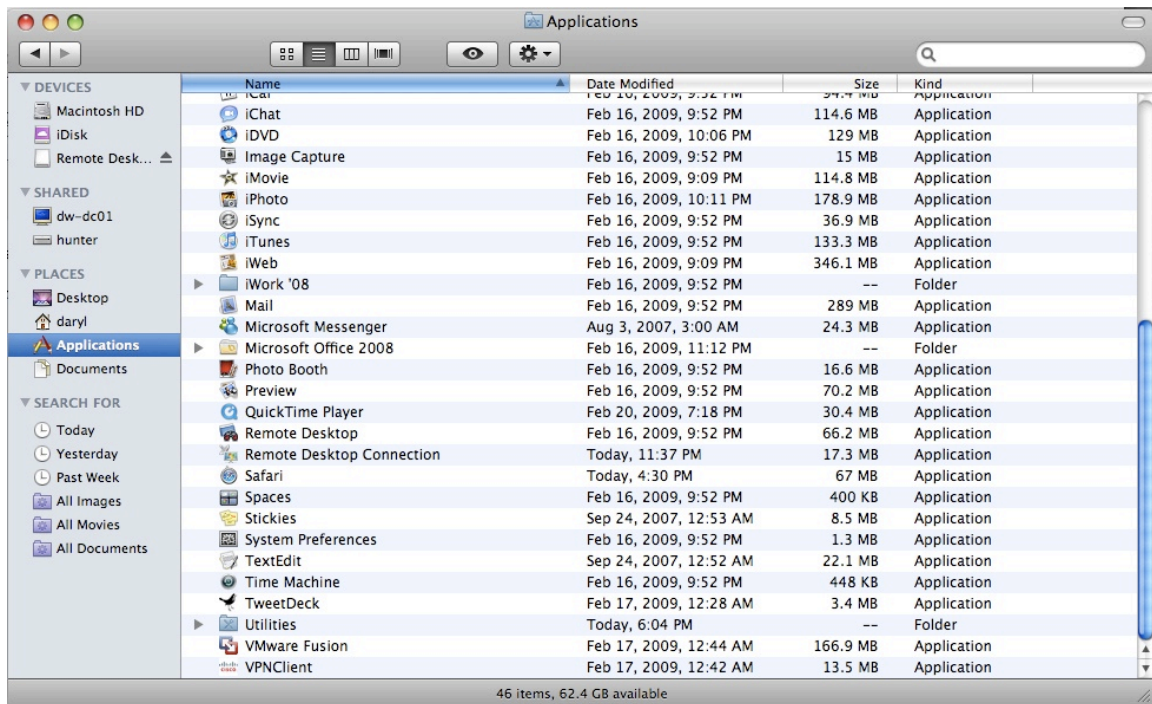 Applications
DEVICES
Macintosh HD
iDisk
Remote Desk...
SHARED
dw-dc01
hunter
PLACES
Desktop
daryl
Applications
Documents
SEARCH FOR
Today
Yesterday
Past Week
All Images
All Movies
All Documents
Name Date Modified Size Kind
iCal Feb 16, 2009, 9:52 PM 94.4 MB Application
iChat Feb 16, 2009, 9:52 PM 114.6 MB Application
iDVD Feb 16, 2009, 10:06 PM 129 MB Application
Image Capture Feb 16, 2009, 9:52 PM 15 MB Application
iMovie Feb 16, 2009, 9:09 PM 114.8 MB Application
iPhoto Feb 16, 2009, 10:11 PM 178.9 MB Application
iSync Feb 16, 2009, 9:52 PM 36.9 MB Application
iTunes Feb 16, 2009, 9:52 PM 133.3 MB Application
iWeb Feb 16, 2009, 9:09 PM 346.1 MB Application
iWork '08 Feb 16, 2009, 9:52 PM -- Folder
Mail Feb 16, 2009, 9:52 PM 289 MB Application
Microsoft Messenger Aug 3, 2007, 3:00 AM 24.3 MB Application
Microsoft Office 2008 Feb 16, 2009, 11:12 PM -- Folder
Photo Booth Feb 16, 2009, 9:52 PM 16.6 MB Application
Preview Feb 16, 2009, 9:52 PM 70.2 MB Application
QuickTime Player Feb 20, 2009, 7:18 PM 30.4 MB Application
Remote Desktop Feb 16, 2009, 9:52 PM 66.2 MB Application
Remote Desktop Connection Today, 11:37 PM 17.3 MB Application
Safari Today, 4:30 PM 67 MB Application
Spaces Feb 16, 2009, 9:52 PM 400 KB Application
Stickies Sep 24, 2007, 12:53 AM 8.5 MB Application
System Preferences Feb 16, 2009, 9:52 PM 1.3 MB Application
TextEdit Sep 24, 2007, 12:52 AM 22.1 MB Application
Time Machine Feb 16, 2009, 9:52 PM 448 KB Application
TweetDeck Feb 17, 2009, 12:28 AM 3.4 MB Application
Utilities Today, 6:04 PM -- Folder
VMware Fusion Feb 17, 2009, 12:44 AM 166.9 MB Application
VPNClient Feb 17, 2009, 12:42 AM 13.5 MB Application
46 items, 62.4 GB available